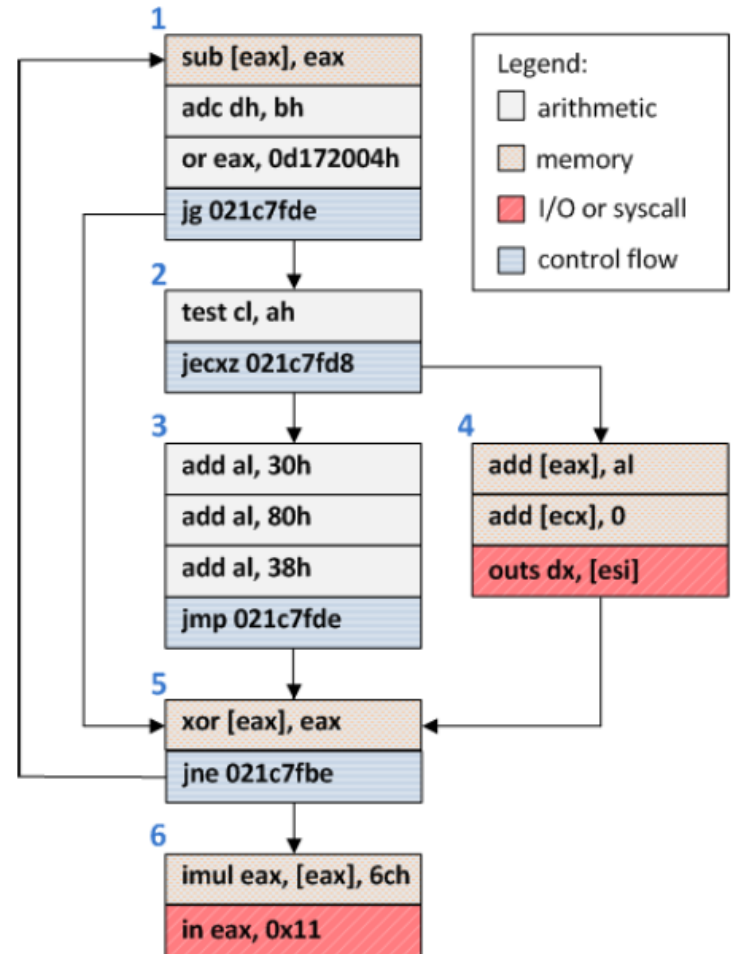 1
sub [eax], eax
adc dh, bh
or eax, 0d172004h
jg 021c7fde
Legend:
arithmetic
memory
I/O or syscall
control flow
2
test cl, ah
jecxz 021c7fd8
3
add al, 30h
add al, 80h
add al, 38h
jmp 021c7fde
4
add [eax], al
add [ecx], 0
outs dx, [esi]
5
xor [eax], eax
jne 021c7fbe
6
imul eax, [eax], 6ch
in eax, 0x11